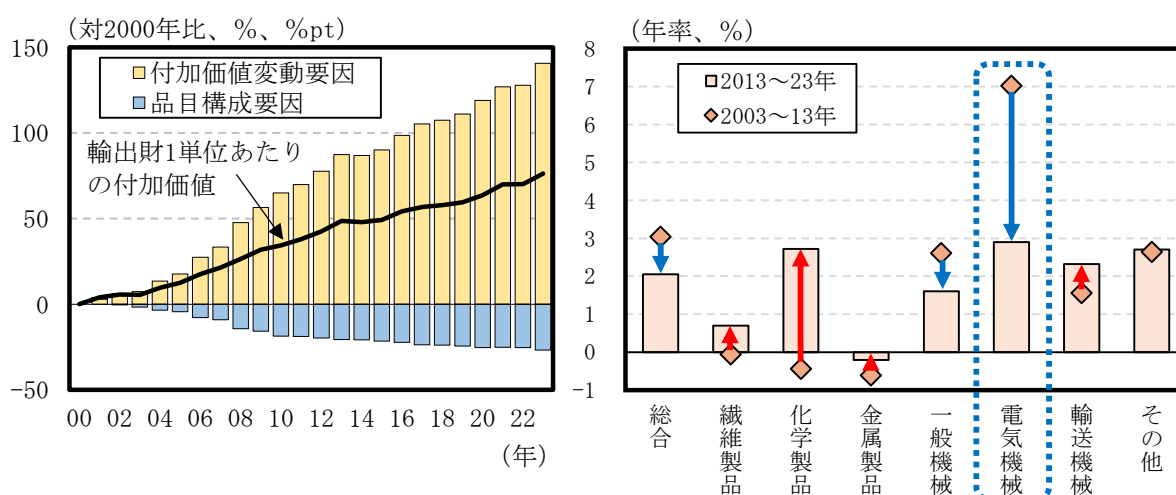 （対2000年比、％、％pt）
150
100
50
0
-50
付加価値変動要因
品目構成要因
輸出財1単位あたり
の付加価値
00 02 04 06 08 10 12 14 16 18 20 22
（年）
（年率、％）
8
7
6
5
4
3
2
1
0
-1
2013～23年
2003～13年
総合
繊維製品
化学製品
金属製品
一般機械
電気機械
輸送機械
その他